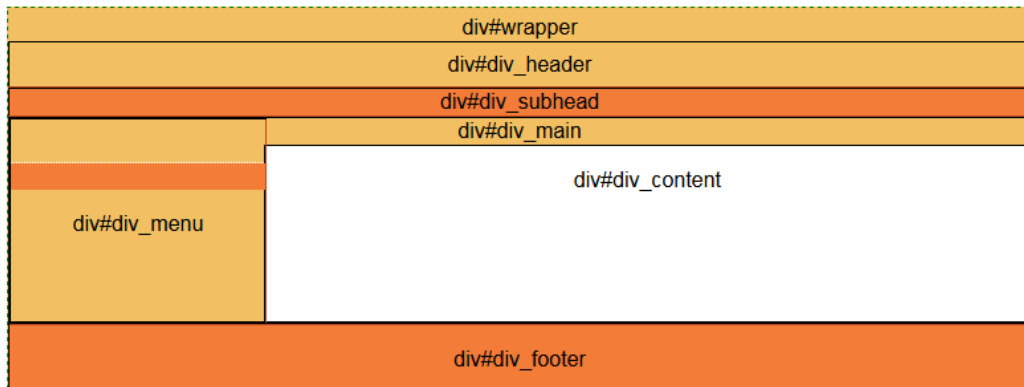 div#wrapper
div#div_header
div#div_subhead
div#div_main
div#div_content
div#div_menu
div#div_footer